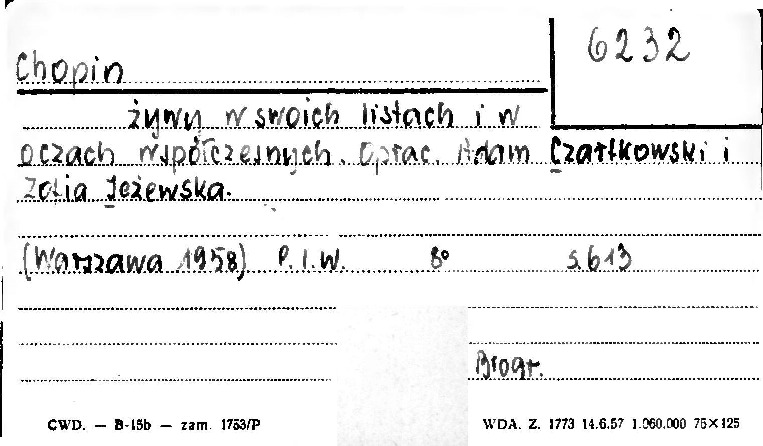 6232
Chopin
żywy w swoich listach i w
oczach współczesnych. Oprac. Adam Czartkowski i
Zofia Jeżewska.
(Warszawa 1958) P.I.W. 8° s. 613
Biogr.
CWD. — B-15b — zam. 1753/P WDA. Z. 1773 14.6.57 1.060.000 75×125